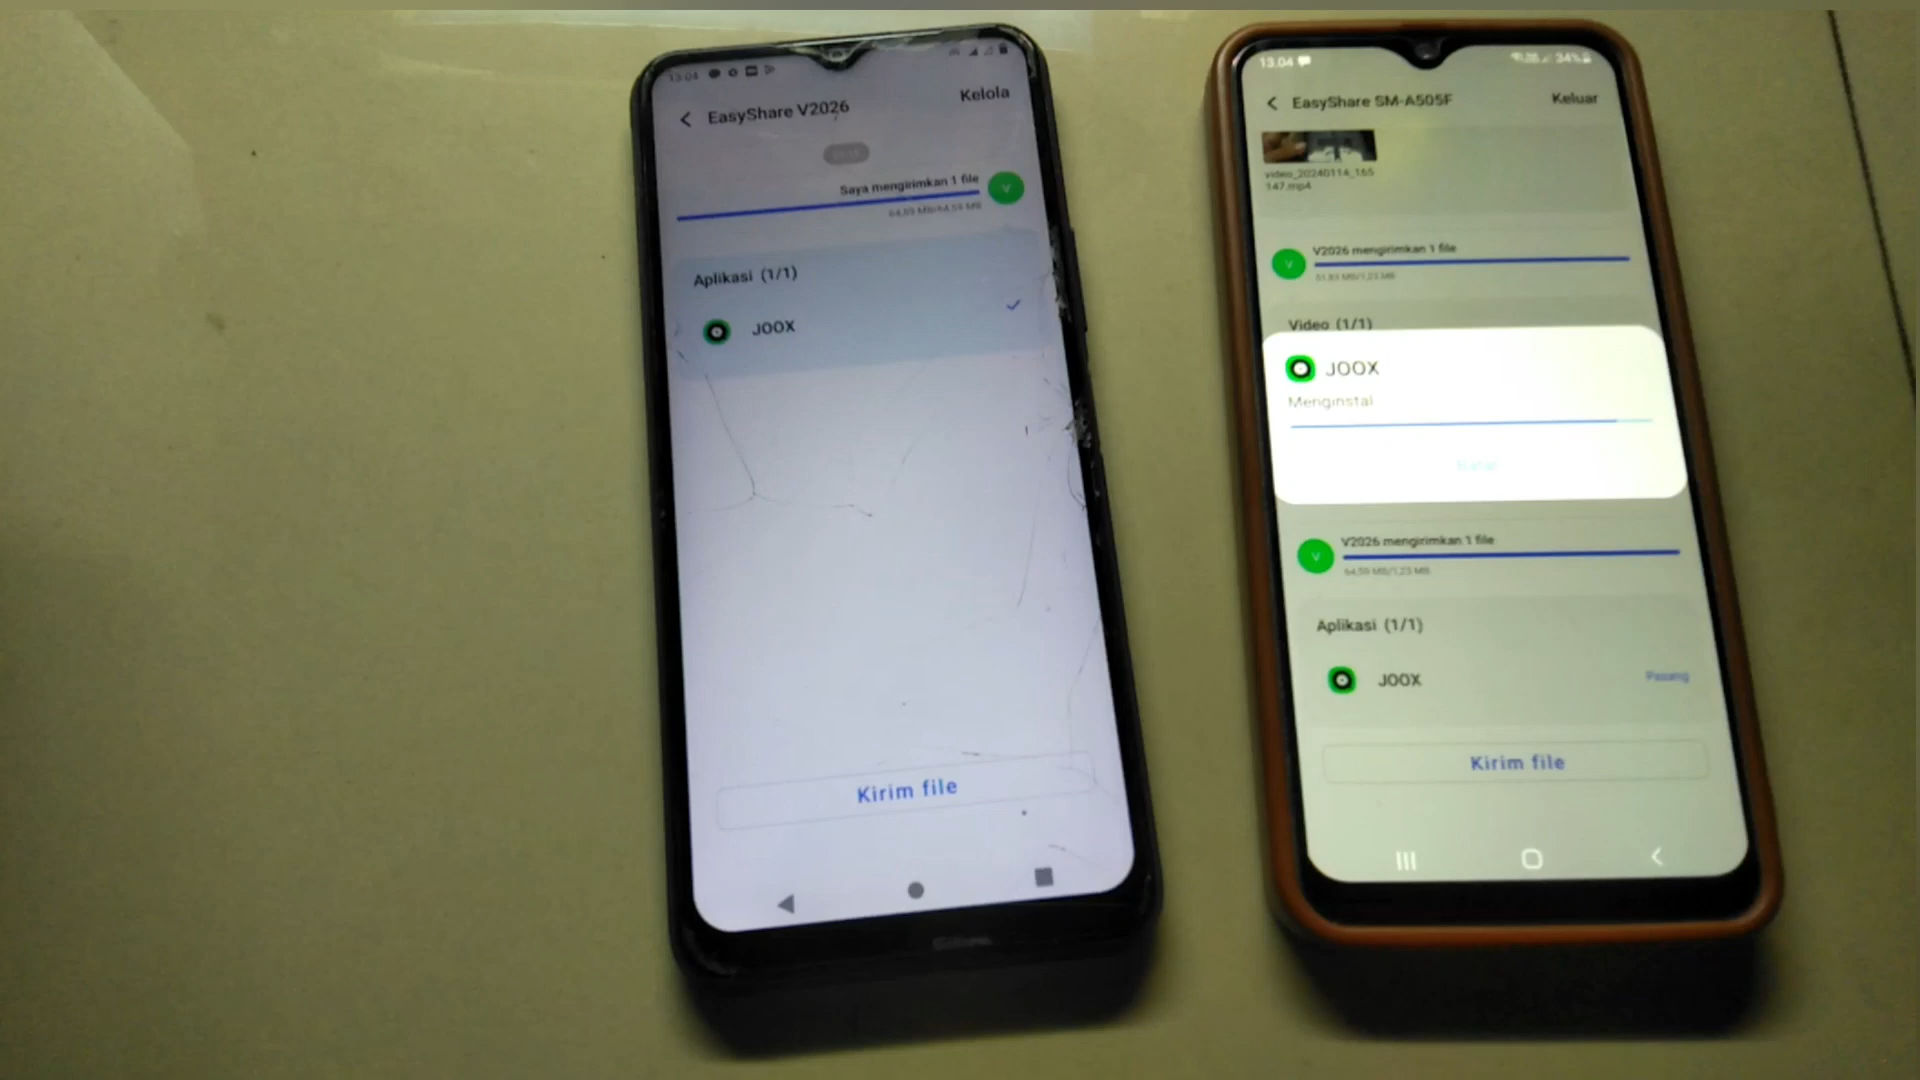 13.04
EasyShare V2026
Kelola
Saya mengirimkan 1 file
V
64,59 MB/64,59 MB
Aplikasi (1/1)
JOOX
Kirim file
13.04
34%
EasyShare SM-A505F
Keluar
video_20240114_165
147.mp4
V
V2026 mengirimkan 1 file
51,83 MB/1,23 MB
Video (1/1)
JOOX
Menginstal
Batal
V
V2026 mengirimkan 1 file
64,59 MB/1,23 MB
Aplikasi (1/1)
JOOX
Pasang
Kirim file